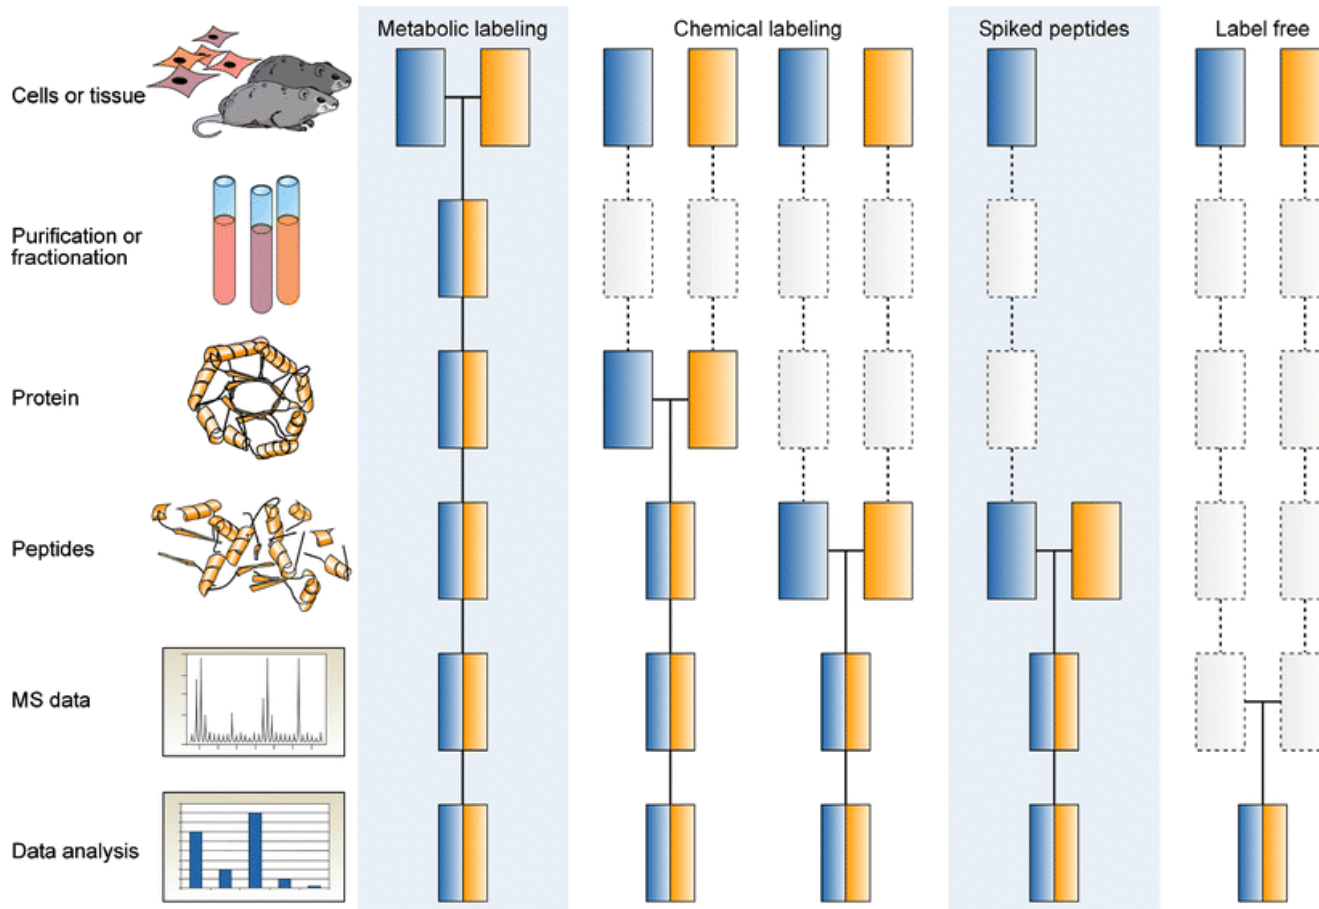 Metabolic labeling
Chemical labeling
Spiked peptides
Label free
Cells or tissue
Purification or
fractionation
Protein
Peptides
MS data
Data analysis